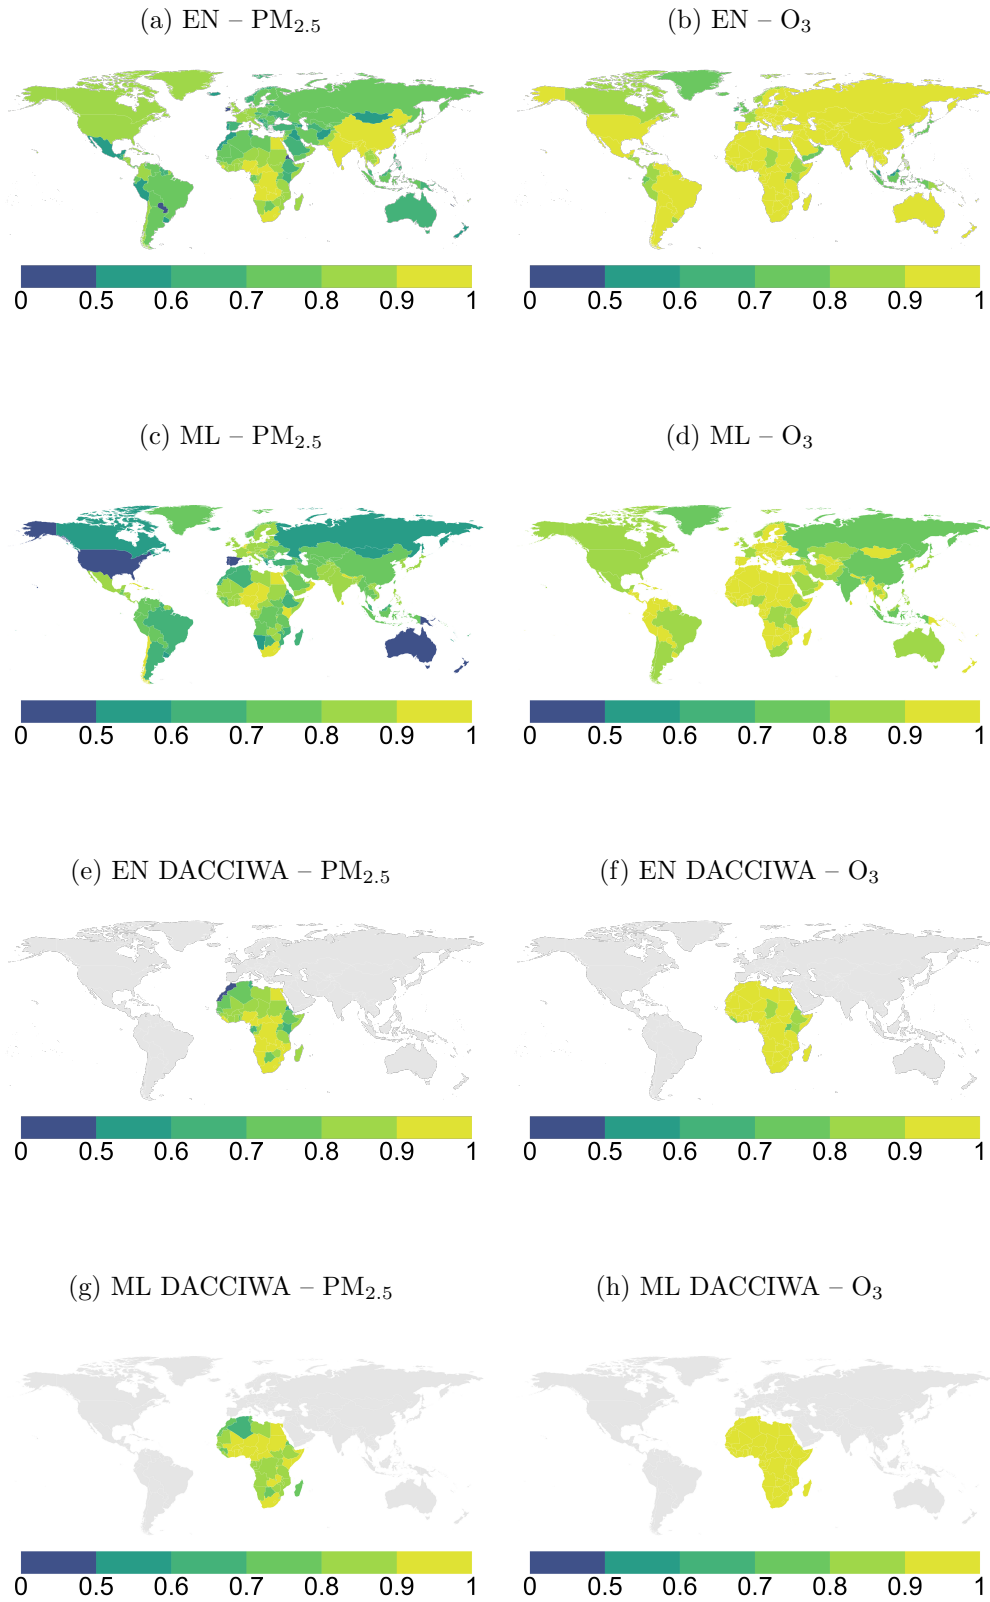 (a) EN – PM₂.₅
(b) EN – O₃
0 0.5 0.6 0.7 0.8 0.9 1
0 0.5 0.6 0.7 0.8 0.9 1
(c) ML – PM₂.₅
(d) ML – O₃
0 0.5 0.6 0.7 0.8 0.9 1
0 0.5 0.6 0.7 0.8 0.9 1
(e) EN DACCIWA – PM₂.₅
(f) EN DACCIWA – O₃
0 0.5 0.6 0.7 0.8 0.9 1
0 0.5 0.6 0.7 0.8 0.9 1
(g) ML DACCIWA – PM₂.₅
(h) ML DACCIWA – O₃
0 0.5 0.6 0.7 0.8 0.9 1
0 0.5 0.6 0.7 0.8 0.9 1